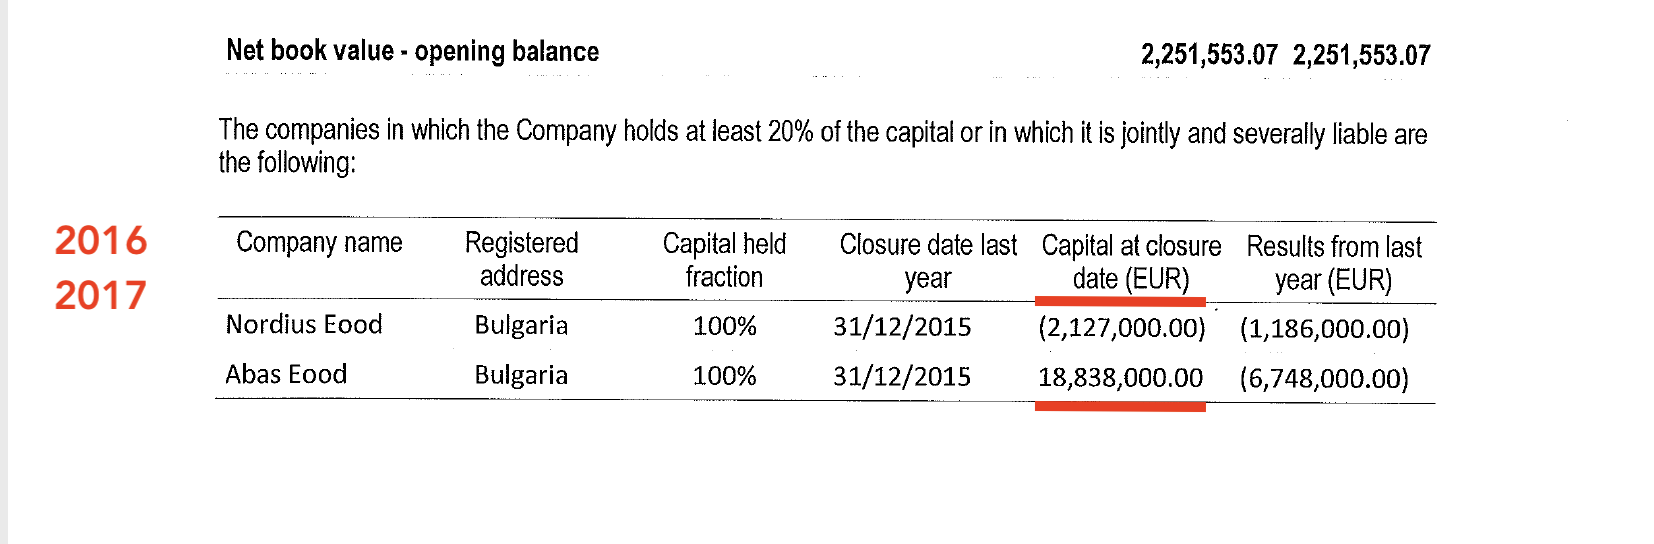 Net book value - opening balance 2,251,553.07 2,251,553.07
The companies in which the Company holds at least 20% of the capital or in which it is jointly and severally liable are
the following:
2016
2017
Company name Registered address Capital held fraction Closure date last year Capital at closure date (EUR) Results from last year (EUR)
Nordius Eood Bulgaria 100% 31/12/2015 (2,127,000.00) (1,186,000.00)
Abas Eood Bulgaria 100% 31/12/2015 18,838,000.00 (6,748,000.00)